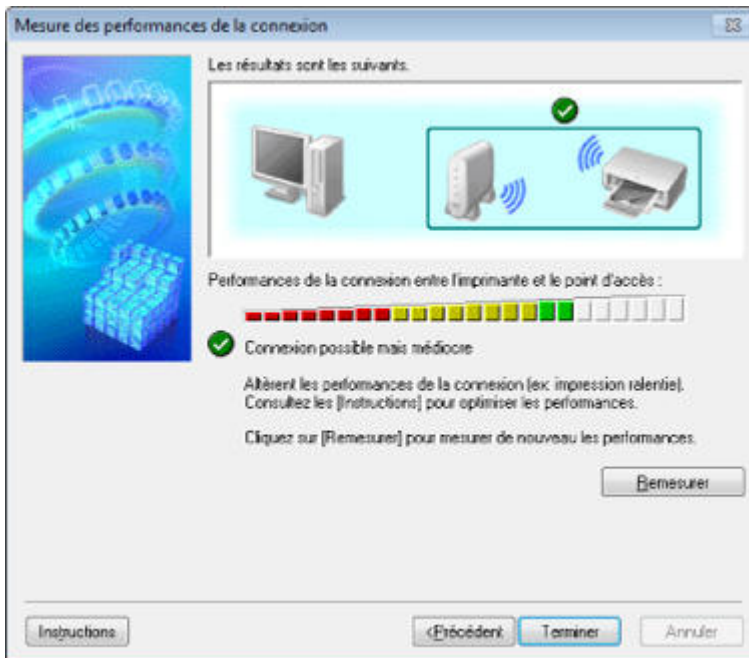 Mesure des performances de la connexion
Les résultats sont les suivants.
Performances de la connexion entre l'imprimante et le point d'accès :
Connexion possible mais médiocre
Altèrent les performances de la connexion (ex: impression ralentie).
Consultez les [Instructions] pour optimiser les performances.
Cliquez sur [Remesurer] pour mesurer de nouveau les performances.
Remesurer
Instructions
<Précédent
Terminer
Annuler